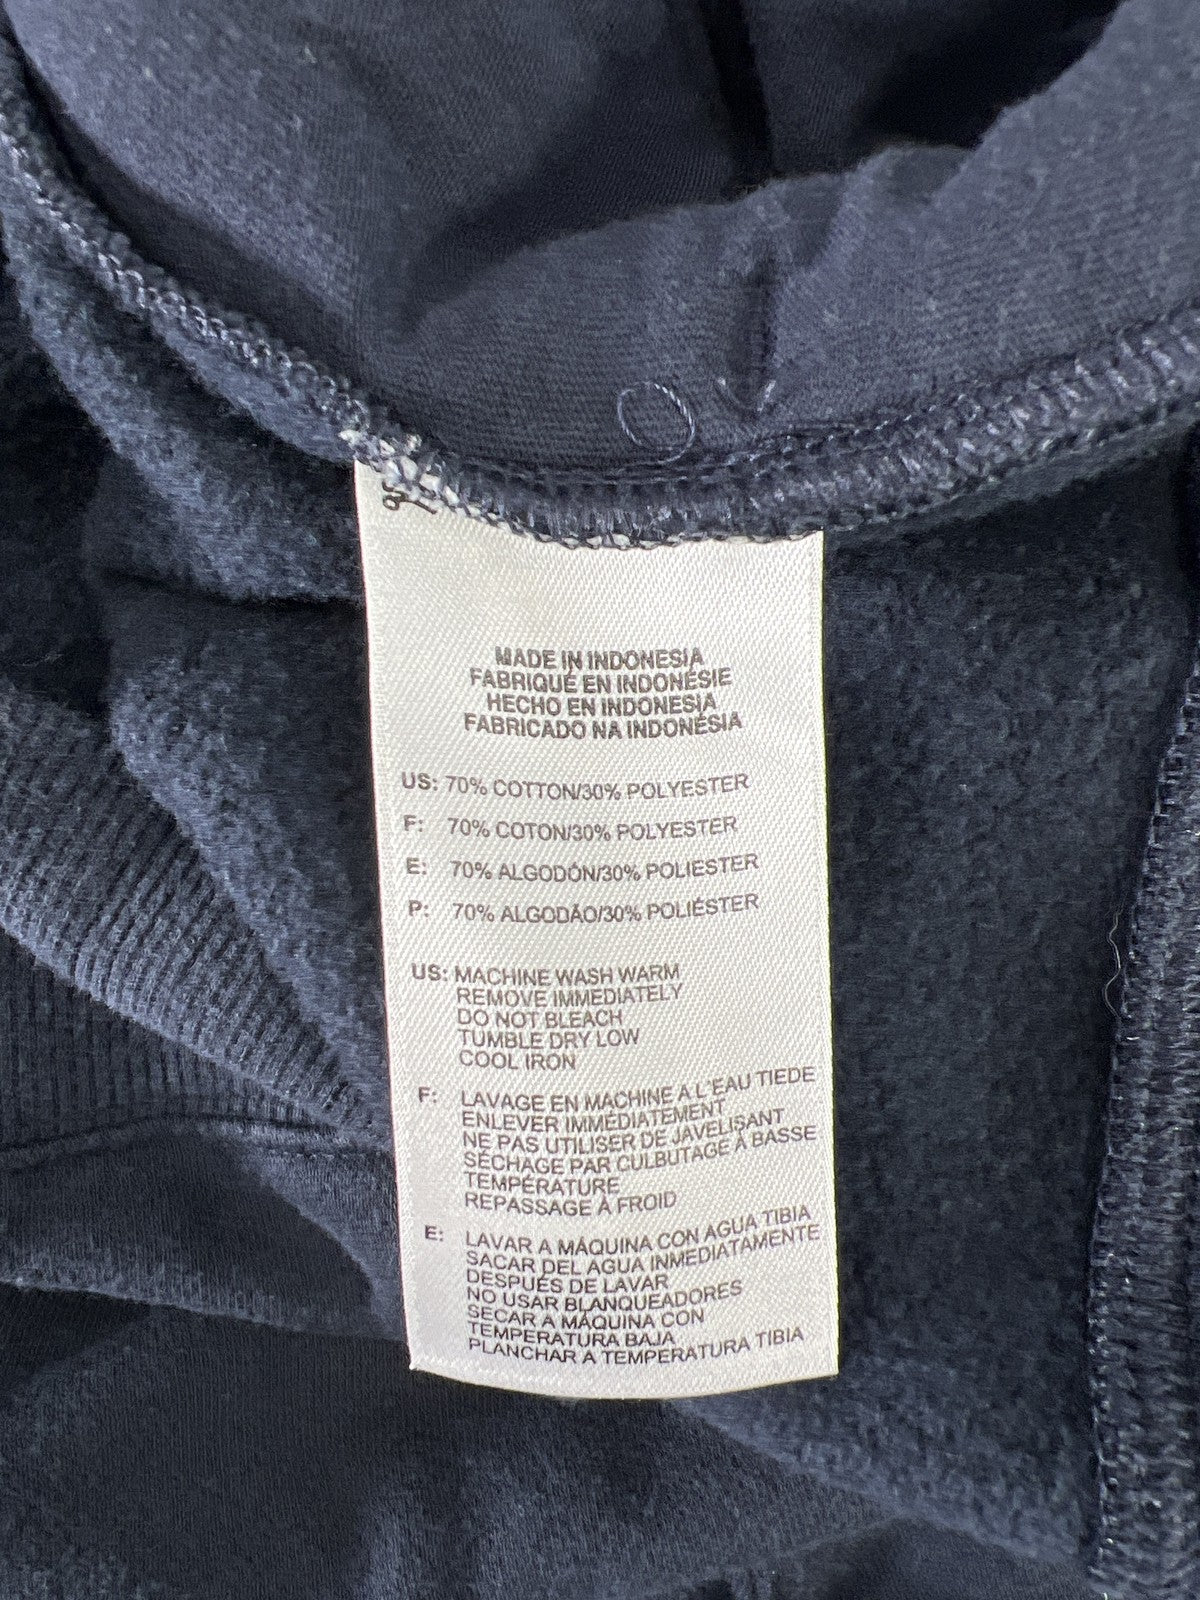 MADE IN INDONESIA
FABRIQUÉ EN INDONÉSIE
HECHO EN INDONESIA
FABRICADO NA INDONÉSIA
US: 70% COTTON/30% POLYESTER
F: 70% COTON/30% POLYESTER
E: 70% ALGODÓN/30% POLIESTER
P: 70% ALGODÃO/30% POLIÉSTER
US: MACHINE WASH WARM
REMOVE IMMEDIATELY
DO NOT BLEACH
TUMBLE DRY LOW
COOL IRON
F: LAVAGE EN MACHINE A L'EAU TIEDE
ENLEVER IMMÉDIATEMENT
NE PAS UTILISER DE JAVELISANT
SÉCHAGE PAR CULBUTAGE À BASSE
TEMPÉRATURE
REPASSAGE À FROID
E: LAVAR A MÁQUINA CON AGUA TIBIA
SACAR DEL AGUA INMEDIATAMENTE
DESPUÉS DE LAVAR
NO USAR BLANQUEADORES
SECAR A MÁQUINA CON
TEMPERATURA BAJA
PLANCHAR A TEMPERATURA TIBIA